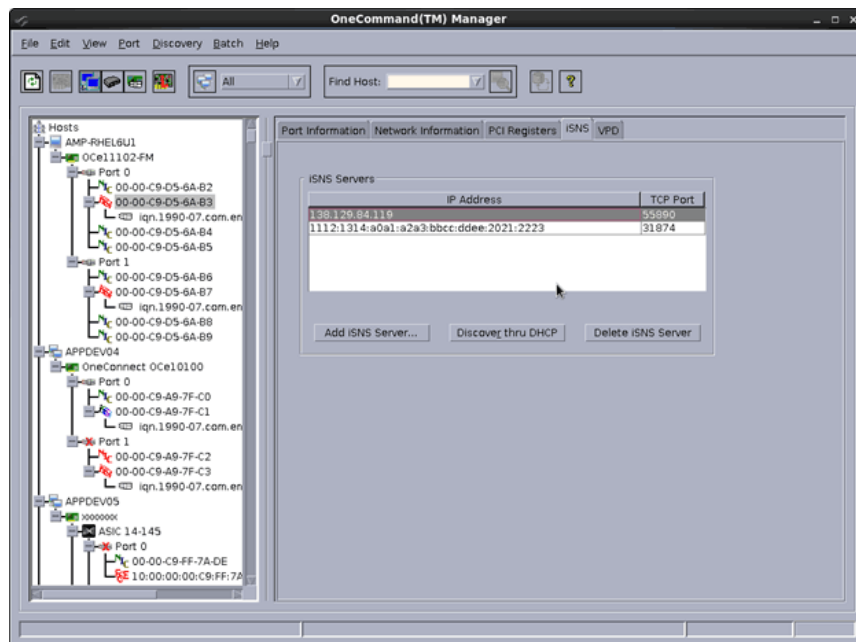 OneCommand(TM) Manager
File Edit View Port Discovery Batch Help
All
Find Host:
Hosts
AMP-RHEL6U1
OCe11102-FM
Port 0
00-00-C9-D5-6A-B2
00-00-C9-D5-6A-B3
iqn.1990-07.com.en
00-00-C9-D5-6A-B4
00-00-C9-D5-6A-B5
Port 1
00-00-C9-D5-6A-B6
00-00-C9-D5-6A-B7
iqn.1990-07.com.en
00-00-C9-D5-6A-B8
00-00-C9-D5-6A-B9
APPDEV04
OneConnect OCe10100
Port 0
00-00-C9-A9-7F-C0
00-00-C9-A9-7F-C1
iqn.1990-07.com.en
Port 1
00-00-C9-A9-7F-C2
00-00-C9-A9-7F-C3
iqn.1990-07.com.en
APPDEV05
xxxxxxx
ASIC 14-145
Port 0
00-00-C9-FF-7A-DE
10:00:00:00:C9:FF:7A
Port Information Network Information PCI Registers iSNS VPD
iSNS Servers
IP Address TCP Port
138.129.84.119 55890
1112:1314:a0a1:a2a3:bbcc:ddee:2021:2223 31874
Add iSNS Server... Discover thru DHCP Delete iSNS Server